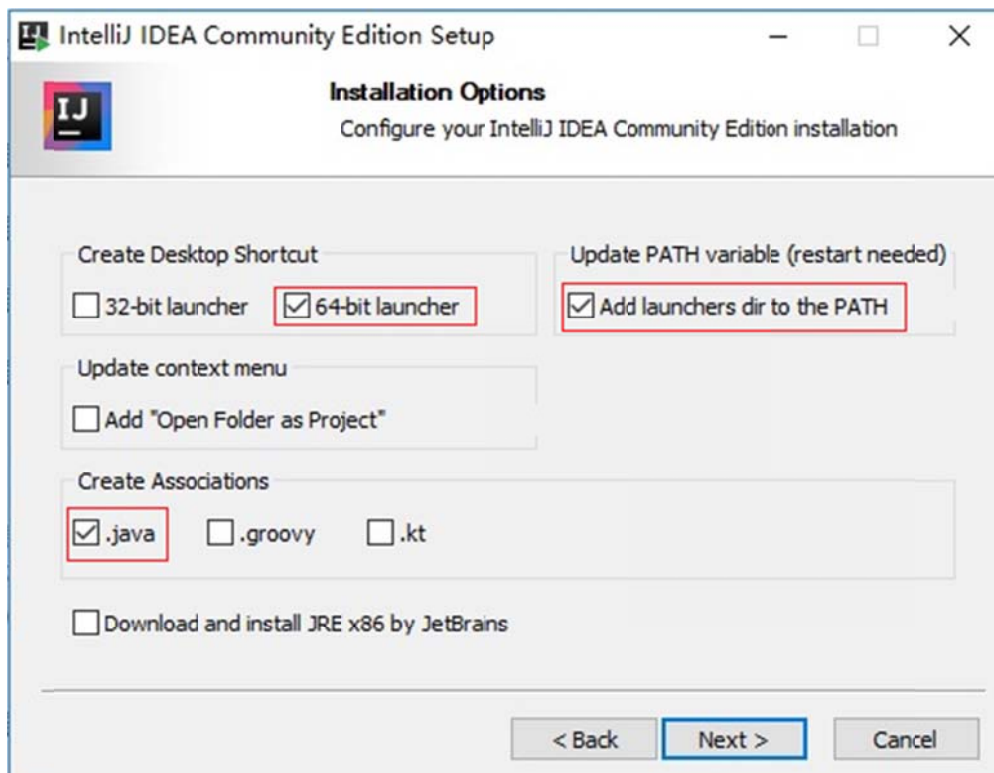 IntelliJ IDEA Community Edition Setup
IJ
Installation Options
Configure your IntelliJ IDEA Community Edition installation
Create Desktop Shortcut
Update PATH variable (restart needed)
32-bit launcher
64-bit launcher
Add launchers dir to the PATH
Update context menu
Add "Open Folder as Project"
Create Associations
.java
.groovy
.kt
Download and install JRE x86 by JetBrains
< Back
Next >
Cancel